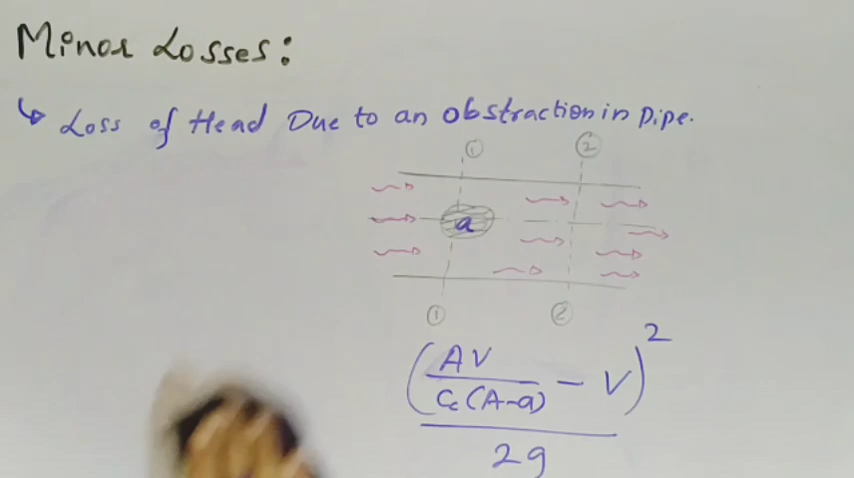 Minor Losses:
↳ Loss of Head Due to an obstraction in pipe.
① ②
a
① ②
(AV / Cc(A-a) - V)²
2g